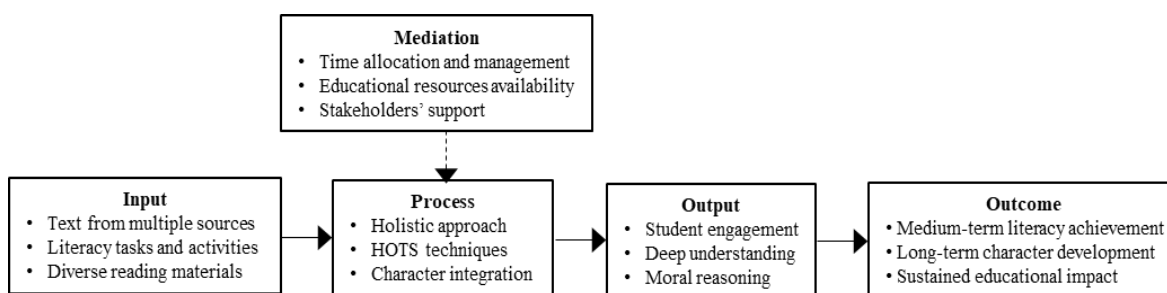 Mediation
• Time allocation and management
• Educational resources availability
• Stakeholders' support
Input
• Text from multiple sources
• Literacy tasks and activities
• Diverse reading materials
Process
• Holistic approach
• HOTS techniques
• Character integration
Output
• Student engagement
• Deep understanding
• Moral reasoning
Outcome
• Medium-term literacy achievement
• Long-term character development
• Sustained educational impact